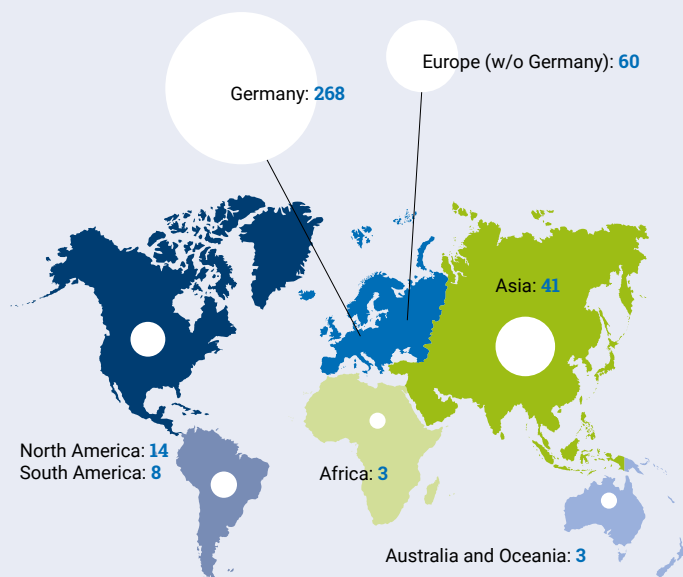 Europe (w/o Germany): 60
Germany: 268
Asia: 41
North America: 14
South America: 8
Africa: 3
Australia and Oceania: 3